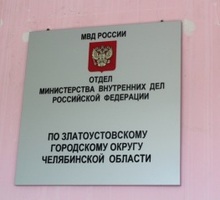 МВД РОССИИ
ОТДЕЛ
МИНИСТЕРСТВА ВНУТРЕННИХ ДЕЛ
РОССИЙСКОЙ ФЕДЕРАЦИИ
ПО ЗЛАТОУСТОВСКОМУ
ГОРОДСКОМУ ОКРУГУ
ЧЕЛЯБИНСКОЙ ОБЛАСТИ